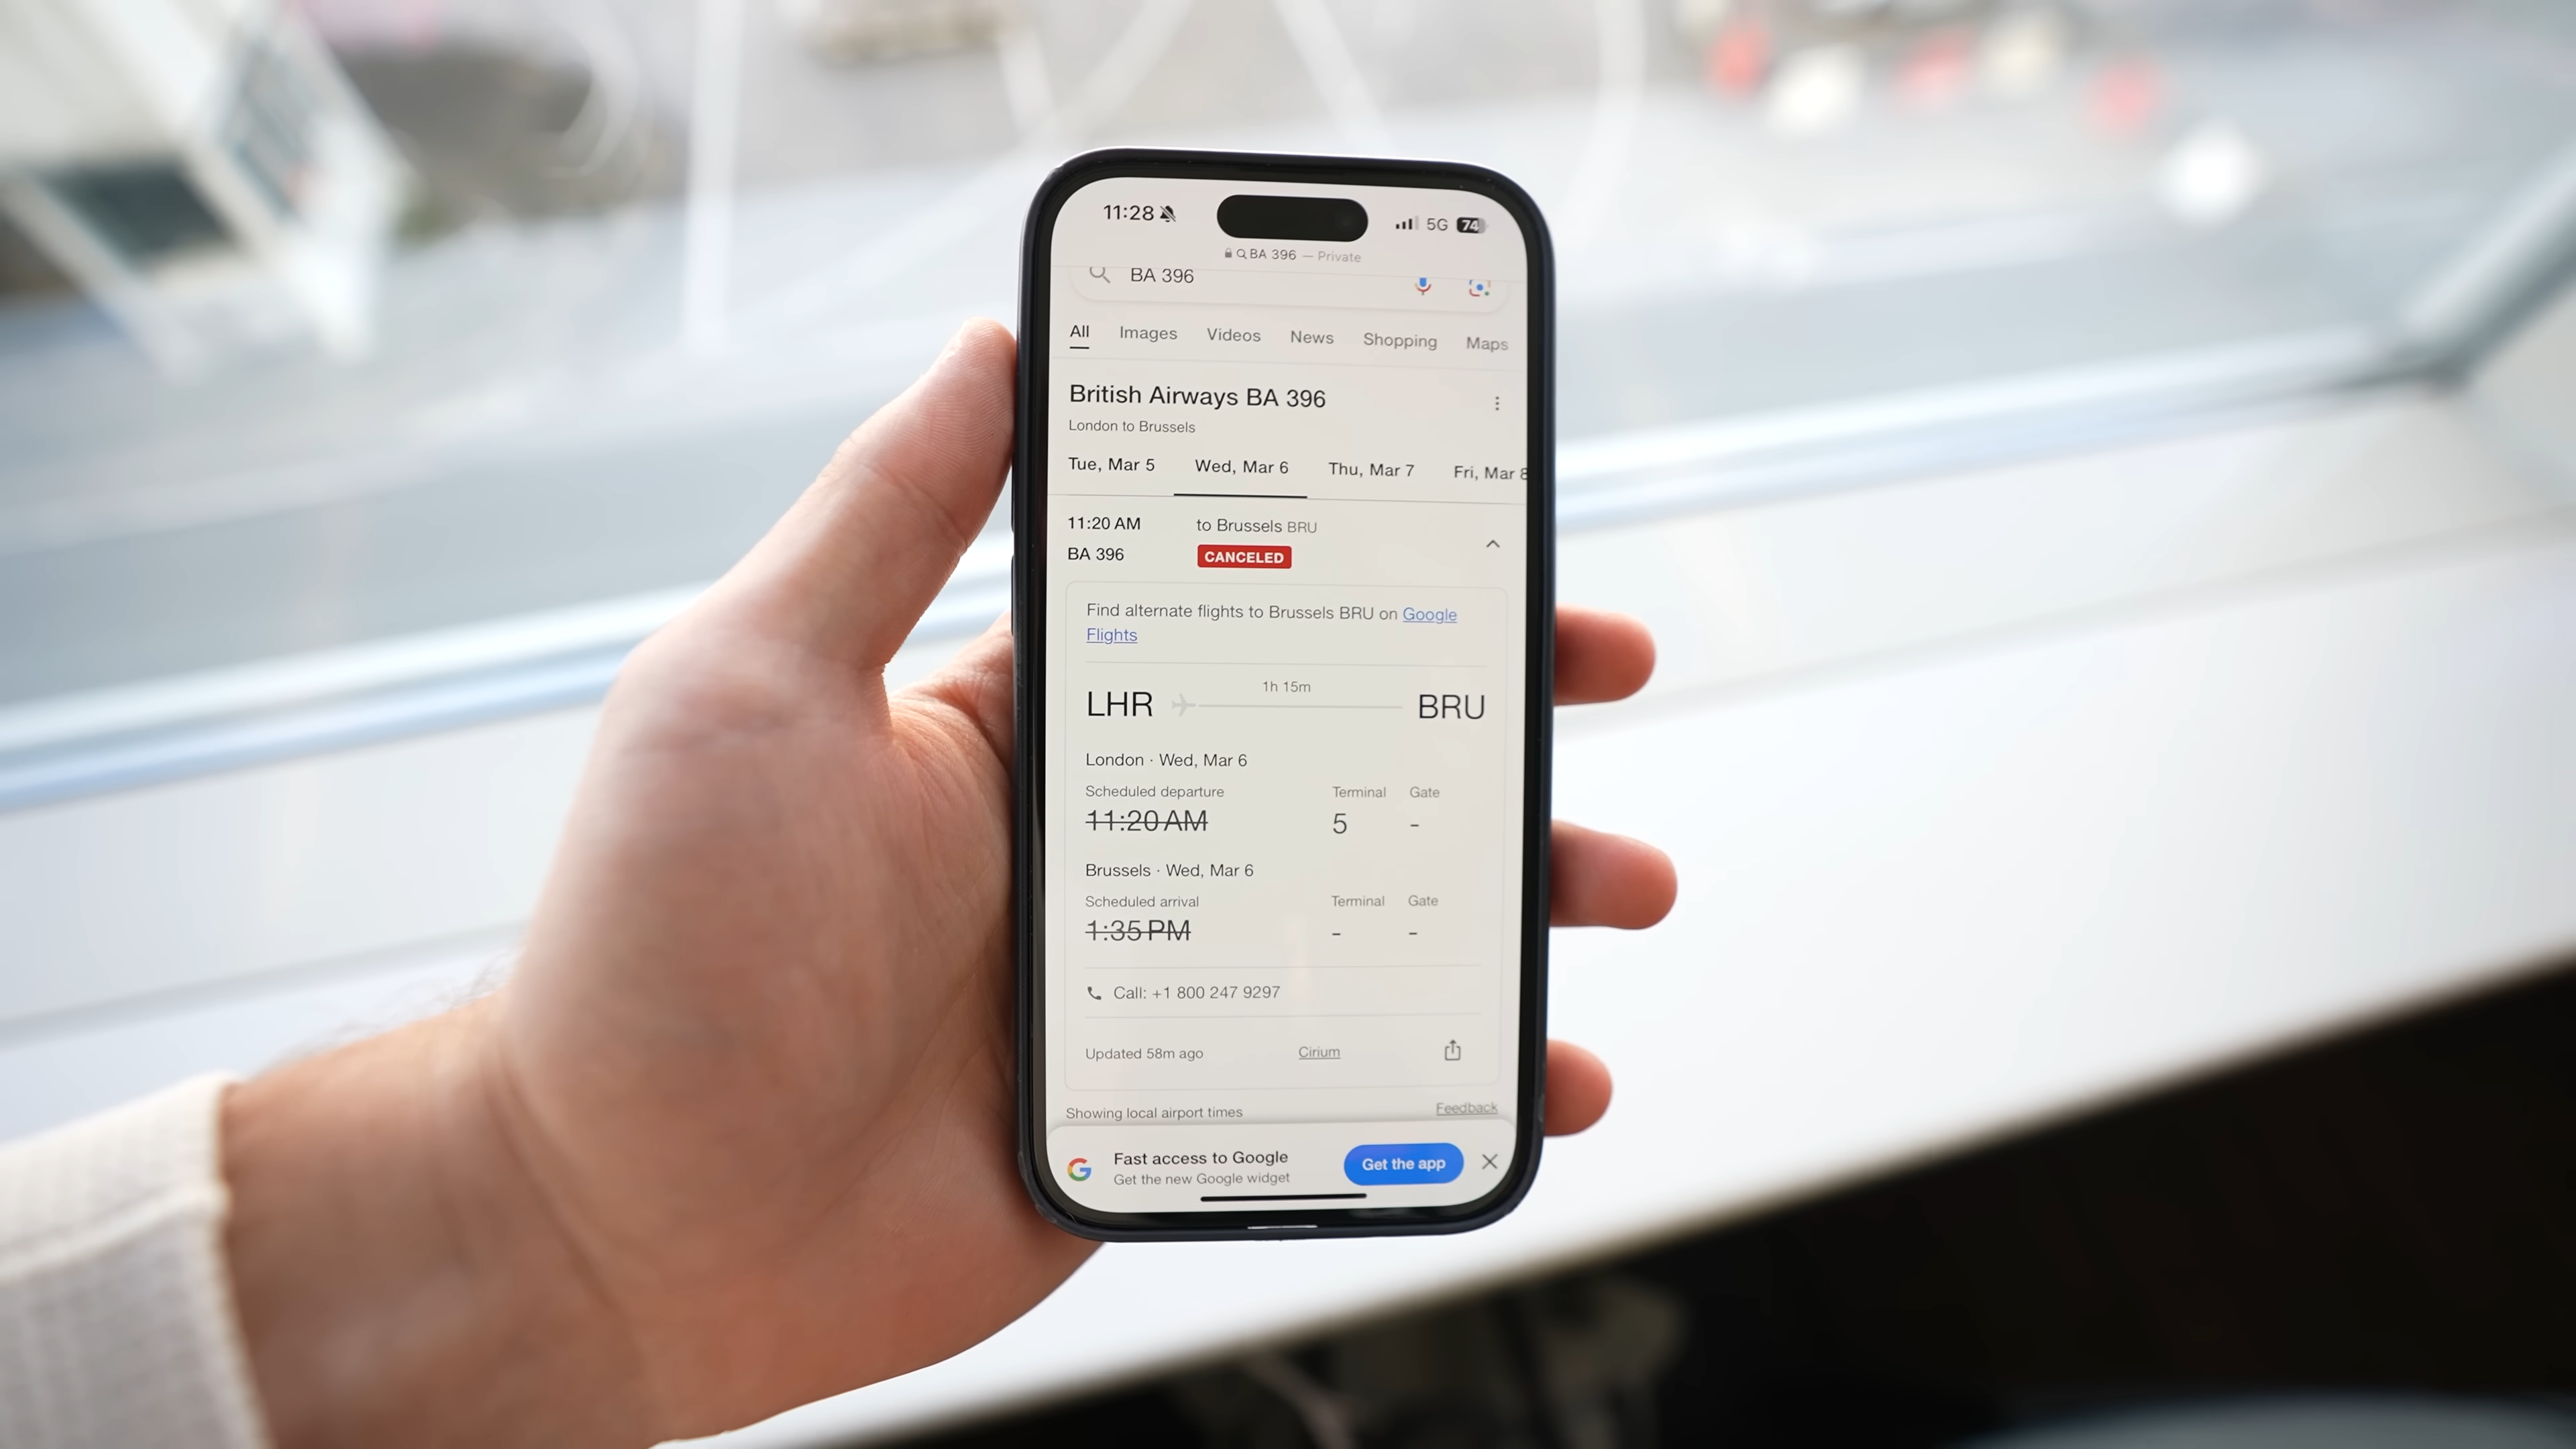 11:28
5G 74
BA 396 — Private
BA 396
All Images Videos News Shopping Maps
British Airways BA 396
London to Brussels
Tue, Mar 5 Wed, Mar 6 Thu, Mar 7 Fri, Mar 8
11:20 AM to Brussels BRU
BA 396 CANCELED
Find alternate flights to Brussels BRU on Google
Flights
1h 15m
LHR BRU
London · Wed, Mar 6
Scheduled departure Terminal Gate
11:20 AM 5 -
Brussels · Wed, Mar 6
Scheduled arrival Terminal Gate
1:35 PM - -
Call: +1 800 247 9297
Updated 58m ago Cirium
Showing local airport times Feedback
Fast access to Google
Get the new Google widget
Get the app